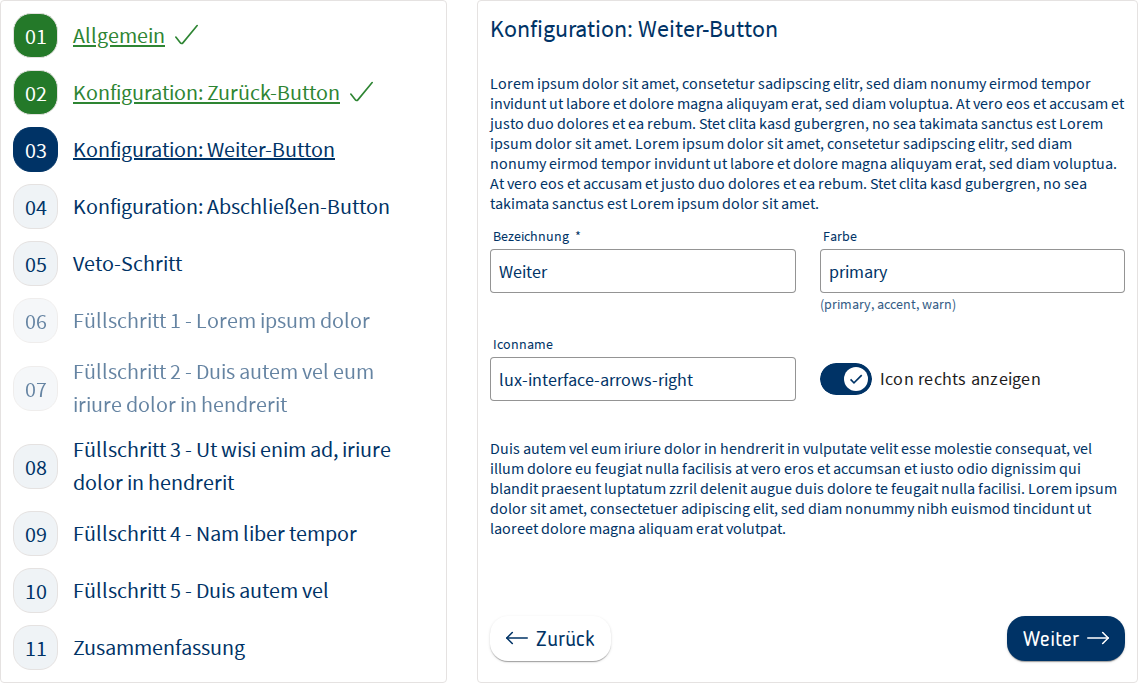 01 Allgemein
02 Konfiguration: Zurück-Button
03 Konfiguration: Weiter-Button
04 Konfiguration: Abschließen-Button
05 Veto-Schritt
06 Füllschritt 1 - Lorem ipsum dolor
07 Füllschritt 2 - Duis autem vel eum
iriure dolor in hendrerit
08 Füllschritt 3 - Ut wisi enim ad, iriure
dolor in hendrerit
09 Füllschritt 4 - Nam liber tempor
10 Füllschritt 5 - Duis autem vel
11 Zusammenfassung
Konfiguration: Weiter-Button
Lorem ipsum dolor sit amet, consetetur sadipscing elitr, sed diam nonumy eirmod tempor
invidunt ut labore et dolore magna aliquyam erat, sed diam voluptua. At vero eos et accusam et
justo duo dolores et ea rebum. Stet clita kasd gubergren, no sea takimata sanctus est Lorem
ipsum dolor sit amet. Lorem ipsum dolor sit amet, consetetur sadipscing elitr, sed diam
nonumy eirmod tempor invidunt ut labore et dolore magna aliquyam erat, sed diam voluptua.
At vero eos et accusam et justo duo dolores et ea rebum. Stet clita kasd gubergren, no sea
takimata sanctus est Lorem ipsum dolor sit amet.
Bezeichnung *
Weiter
Farbe
primary
(primary, accent, warn)
Iconname
lux-interface-arrows-right
Icon rechts anzeigen
Duis autem vel eum iriure dolor in hendrerit in vulputate velit esse molestie consequat, vel
illum dolore eu feugiat nulla facilisis at vero eros et accumsan et iusto odio dignissim qui
blandit praesent luptatum zzril delenit augue duis dolore te feugait nulla facilisi. Lorem ipsum
dolor sit amet, consectetuer adipiscing elit, sed diam nonummy nibh euismod tincidunt ut
laoreet dolore magna aliquam erat volutpat.
Zurück
Weiter